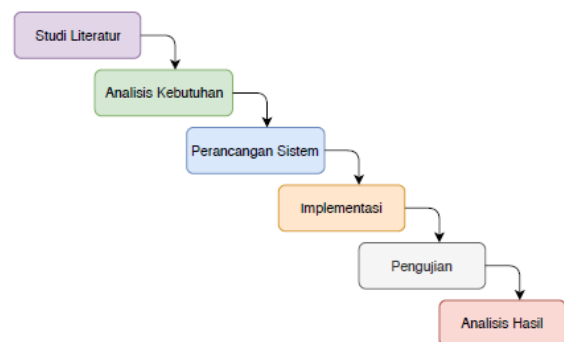 Studi Literatur
Analisis Kebutuhan
Perancangan Sistem
Implementasi
Pengujian
Analisis Hasil